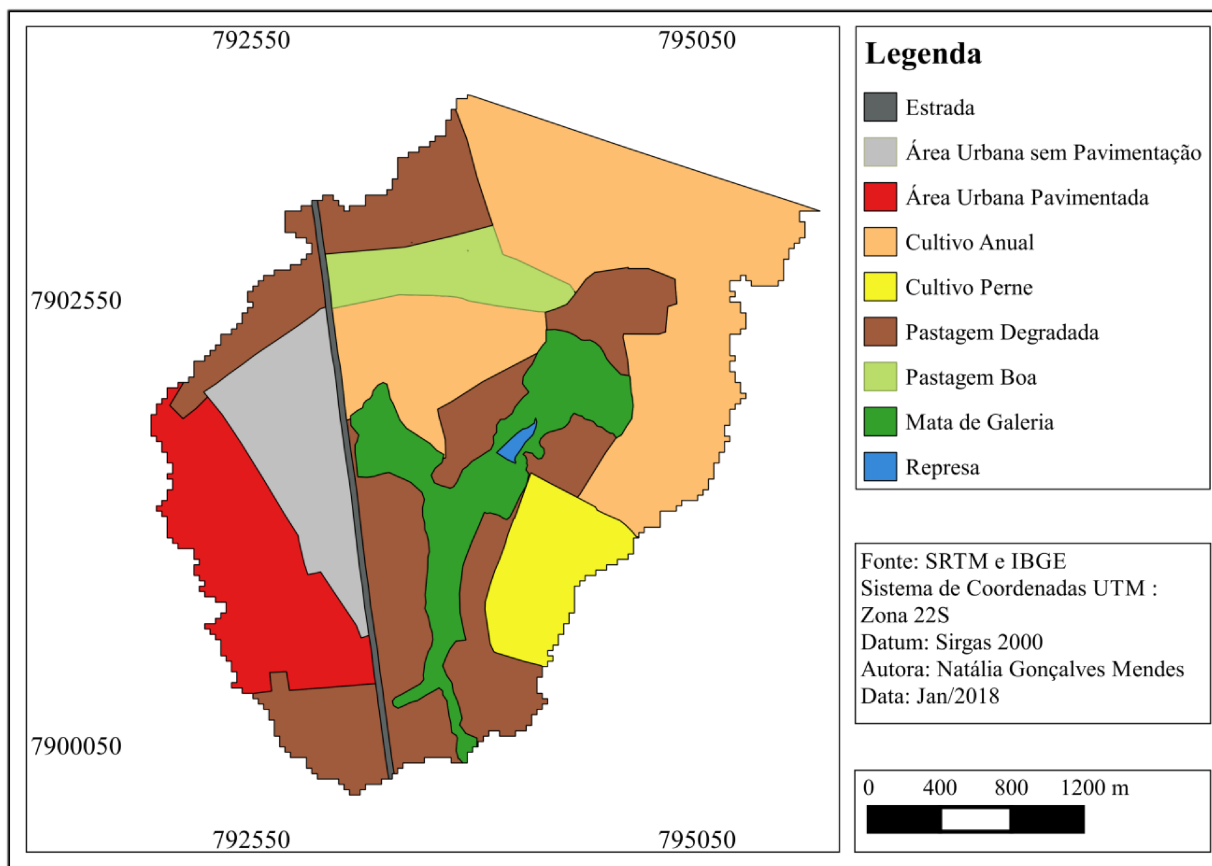 792550 795050
7902550
7900050
792550 795050
Legenda
Estrada
Área Urbana sem Pavimentação
Área Urbana Pavimentada
Cultivo Anual
Cultivo Perne
Pastagem Degradada
Pastagem Boa
Mata de Galeria
Represa
Fonte: SRTM e IBGE
Sistema de Coordenadas UTM :
Zona 22S
Datum: Sirgas 2000
Autora: Natália Gonçalves Mendes
Data: Jan/2018
0 400 800 1200 m